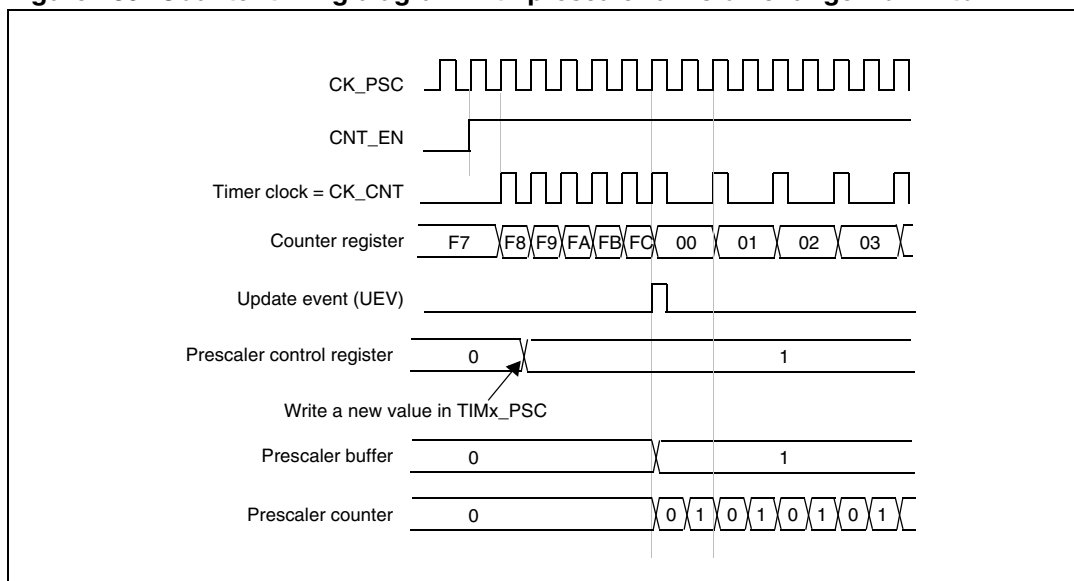 CK_PSC
CNT_EN
Timer clock = CK_CNT
Counter register F7 F8 F9 FA FB FC 00 01 02 03
Update event (UEV)
Prescaler control register 0 1
Write a new value in TIMx_PSC
Prescaler buffer 0 1
Prescaler counter 0 0 1 0 1 0 1 0 1